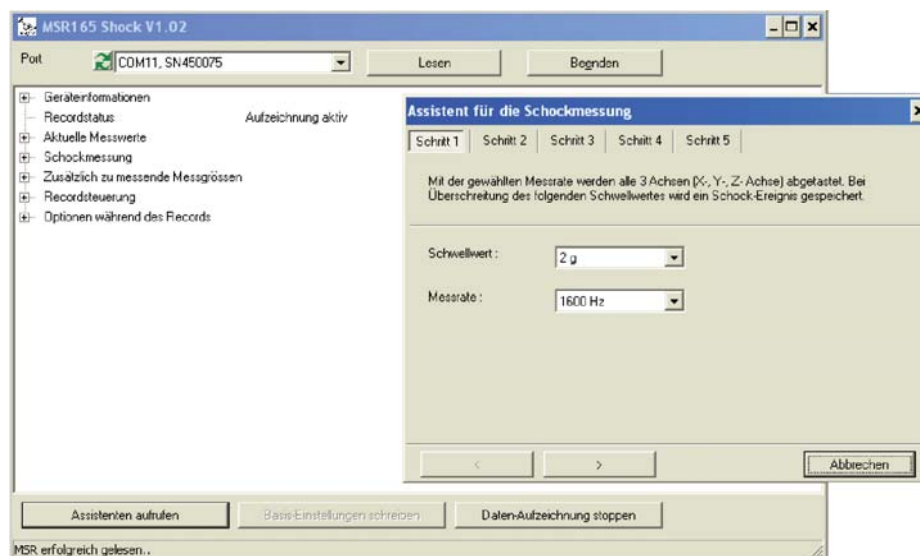 MSR165 Shock V1.02
Port
COM11, SN450075
Lesen
Beenden
Geräteinformationen
Recordstatus Aufzeichnung aktiv
Aktuelle Messwerte
Schockmessung
Zusätzlich zu messende Messgrössen
Recordsteuerung
Optionen während des Records
Assistent für die Schockmessung
Schritt 1 Schritt 2 Schritt 3 Schritt 4 Schritt 5
Mit der gewählten Messrate werden alle 3 Achsen (X-, Y-, Z- Achse) abgetastet. Bei
Überschreitung des folgenden Schwellwertes wird ein Schock-Ereignis gespeichert.
Schwellwert : 2 g
Messrate : 1600 Hz
< > Abbrechen
Assistenten aufrufen Basis-Einstellungen schreiben Daten-Aufzeichnung stoppen
MSR erfolgreich gelesen..